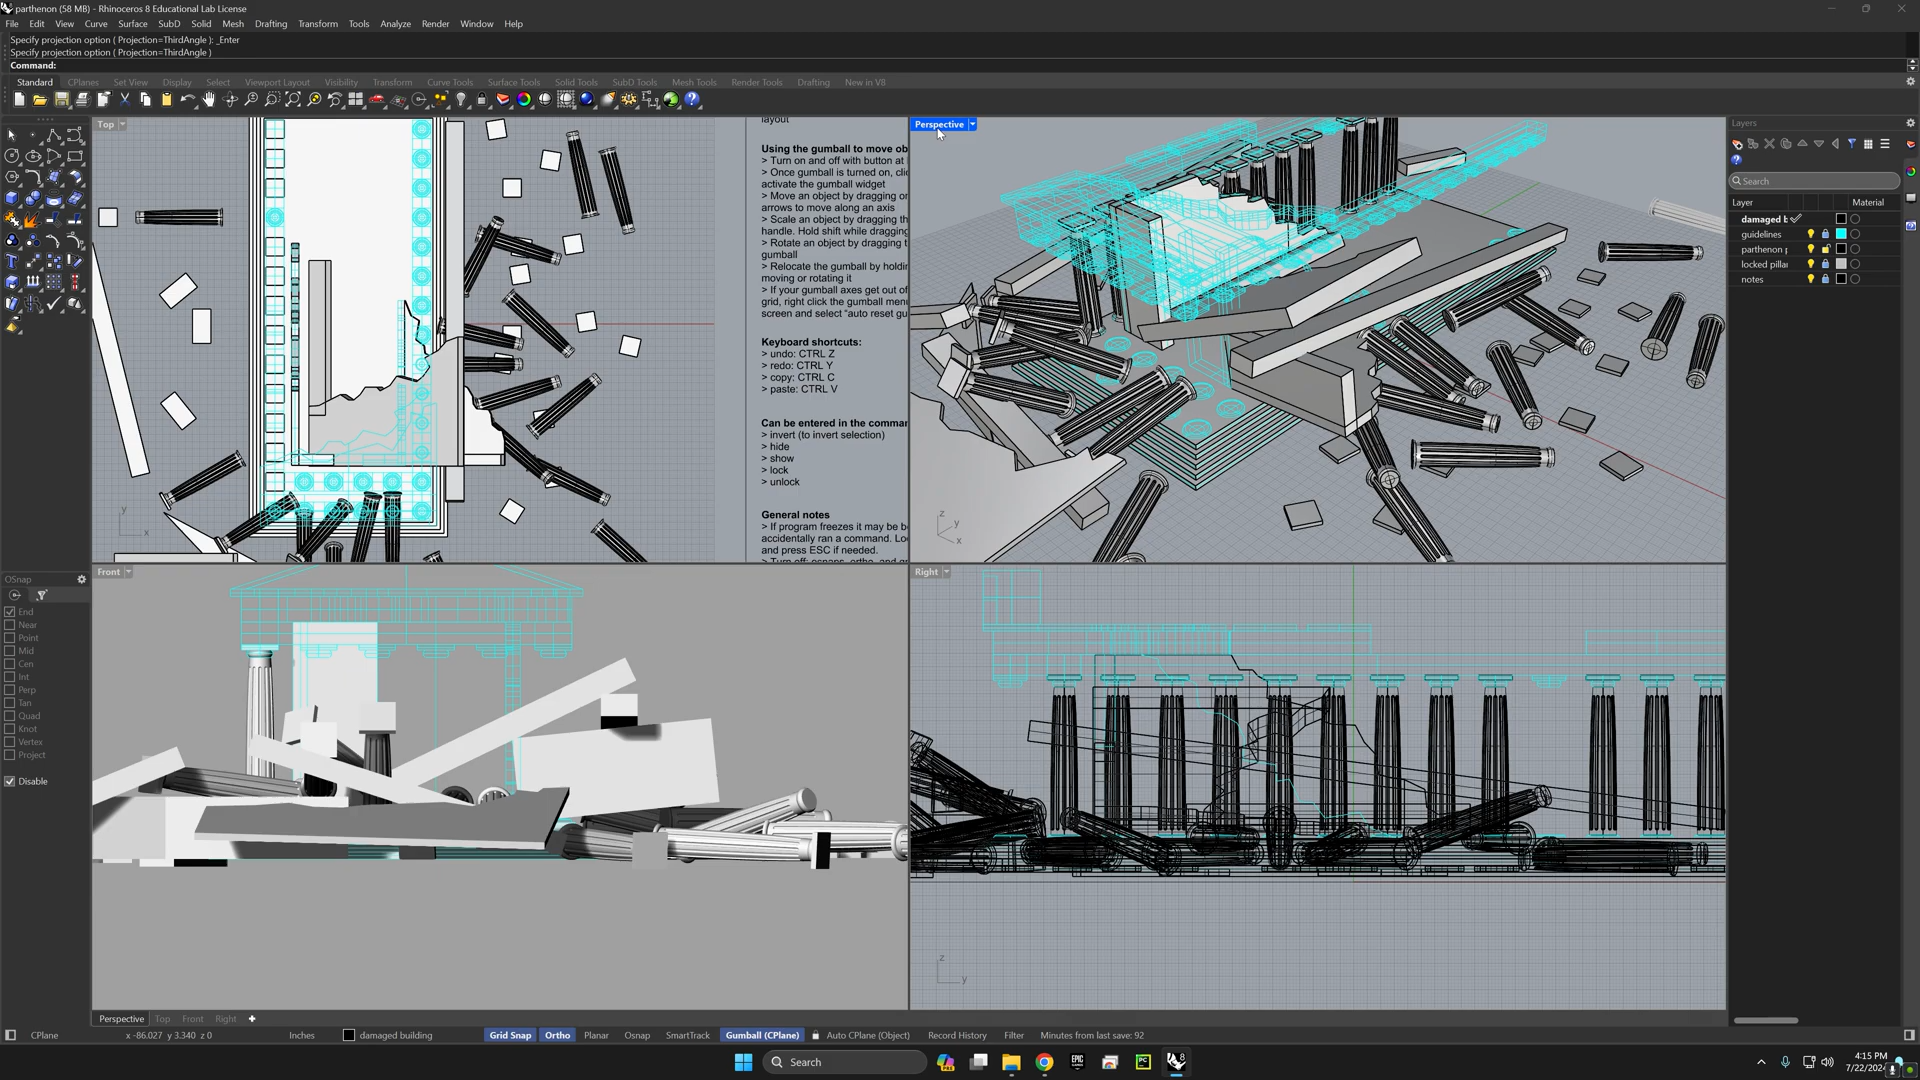 parthenon (58 MB) - Rhinoceros 8 Educational Lab License
File Edit View Curve Surface SubD Solid Mesh Drafting Transform Tools Analyze Render Window Help
Specify projection option ( Projection=ThirdAngle ): _Enter
Specify projection option ( Projection=ThirdAngle )
Command:
Standard CPlanes Set View Display Select Viewport Layout Visibility Transform Curve Tools Surface Tools Solid Tools SubD Tools Mesh Tools Render Tools Drafting New in V8
Top
layout
Using the gumball to move ob
> Turn on and off with button at
> Once gumball is turned on, clic
activate the gumball widget
> Move an object by dragging or
arrows to move along an axis
> Scale an object by dragging th
handle. Hold shift while dragging
> Rotate an object by dragging t
gumball
> Relocate the gumball by holdin
moving or rotating it
> If your gumball axes get out of
grid, right click the gumball menu
screen and select "auto reset gu
Keyboard shortcuts:
> undo: CTRL Z
> redo: CTRL Y
> copy: CTRL C
> paste: CTRL V
Can be entered in the comman
> invert (to invert selection)
> hide
> show
> lock
> unlock
General notes
> If program freezes it may be b
accidentally ran a command. Loo
and press ESC if needed.
> Turn off: osnaps, ortho, and g
y
x
Perspective
z
y
x
Front
Right
z
y
Layers
Search
Layer Material
damaged b
guidelines
parthenon p
locked pillar
notes
OSnap
End
Near
Point
Mid
Cen
Int
Perp
Tan
Quad
Knot
Vertex
Project
Disable
Perspective Top Front Right
CPlane x -86.027 y 3.340 z 0 Inches damaged building Grid Snap Ortho Planar Osnap SmartTrack Gumball (CPlane) Auto CPlane (Object) Record History Filter Minutes from last save: 92
Search
4:15 PM